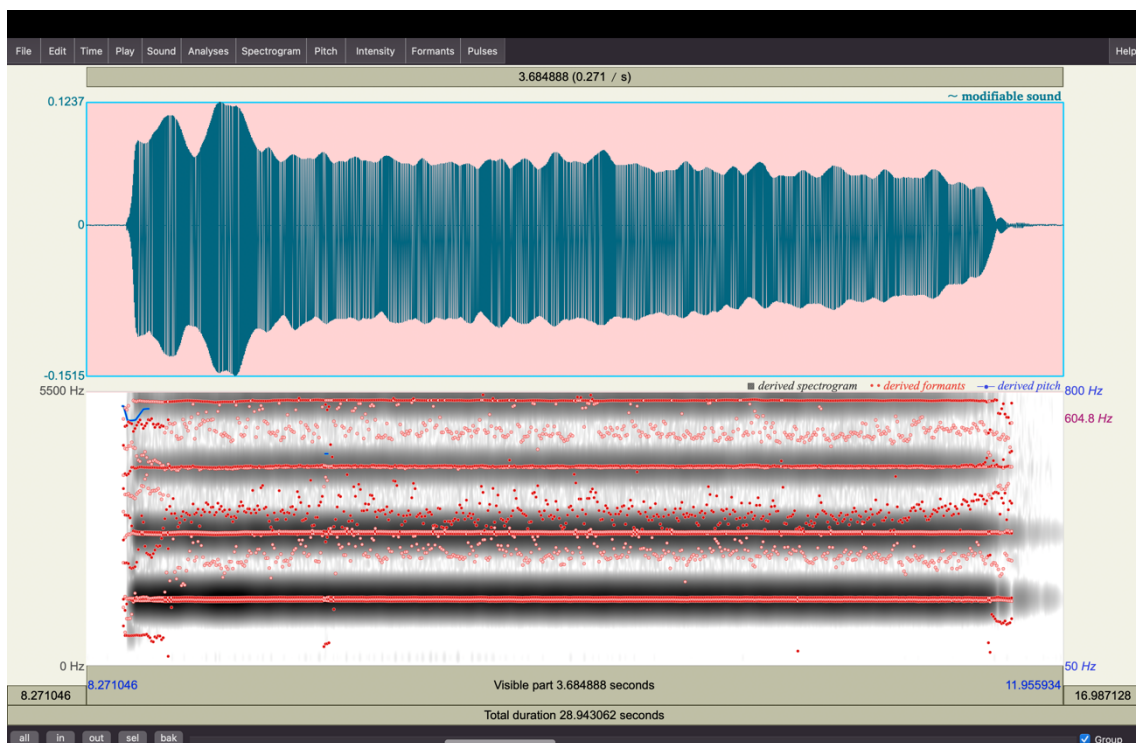 File Edit Time Play Sound Analyses Spectrogram Pitch Intensity Formants Pulses Help
3.684888 (0.271 / s)
~ modifiable sound
0.1237
0
-0.1515
5500 Hz
derived spectrogram derived formants derived pitch
800 Hz
604.8 Hz
0 Hz
50 Hz
8.271046 Visible part 3.684888 seconds 11.955934
8.271046 16.987128
Total duration 28.943062 seconds
all in out sel bak Group